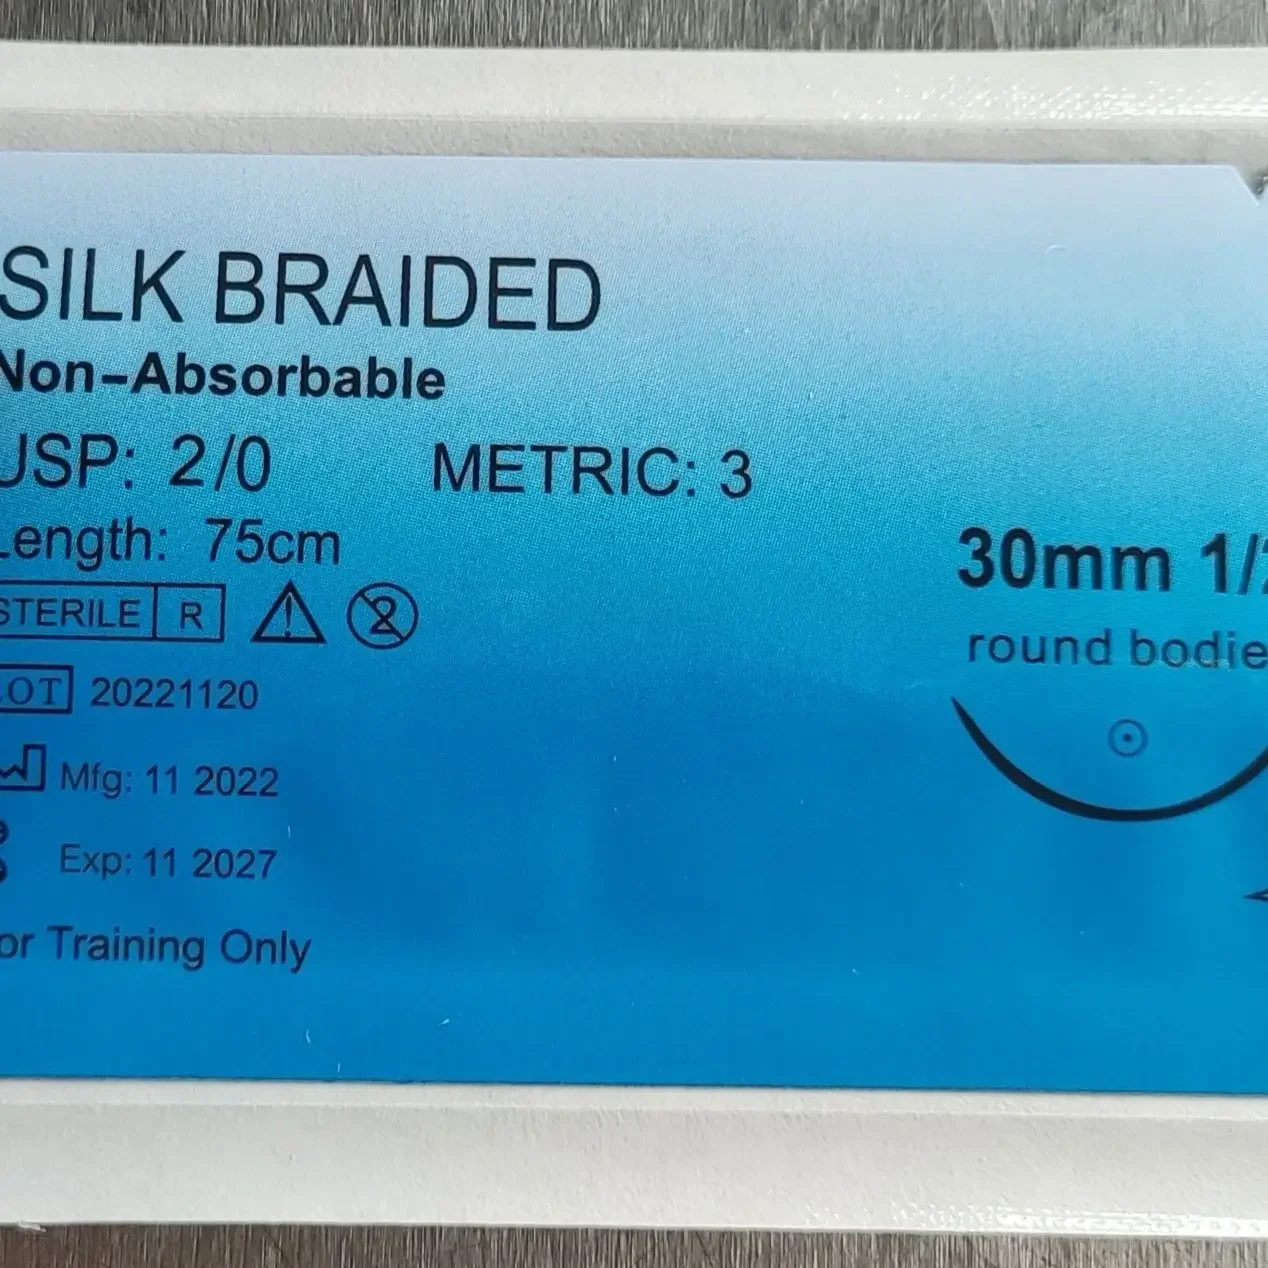 SILK BRAIDED
Non-Absorbable
USP: 2/0 METRIC: 3
Length: 75cm
30mm 1/2
STERILE R
round bodie
LOT 20221120
Mfg: 11 2022
Exp: 11 2027
or Training Only